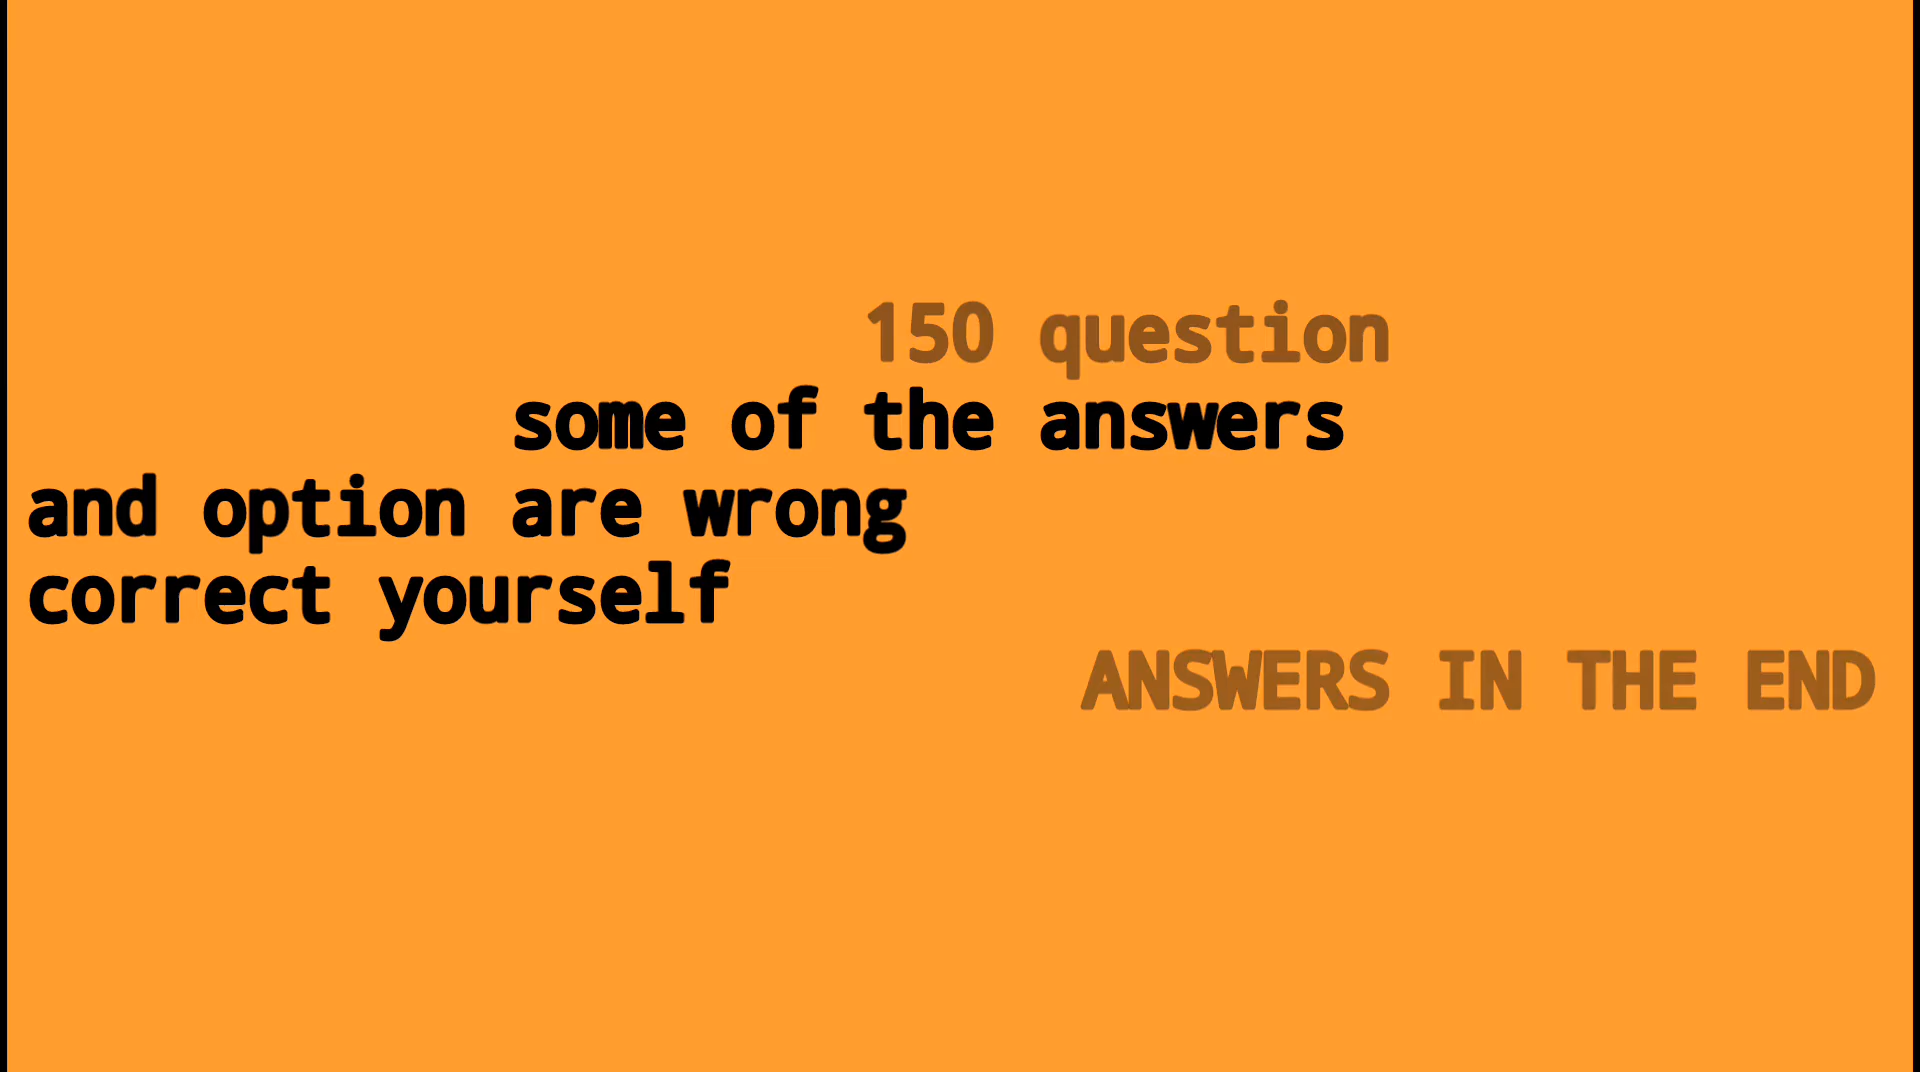 150 question
some of the answers
and option are wrong
correct yourself
ANSWERS IN THE END